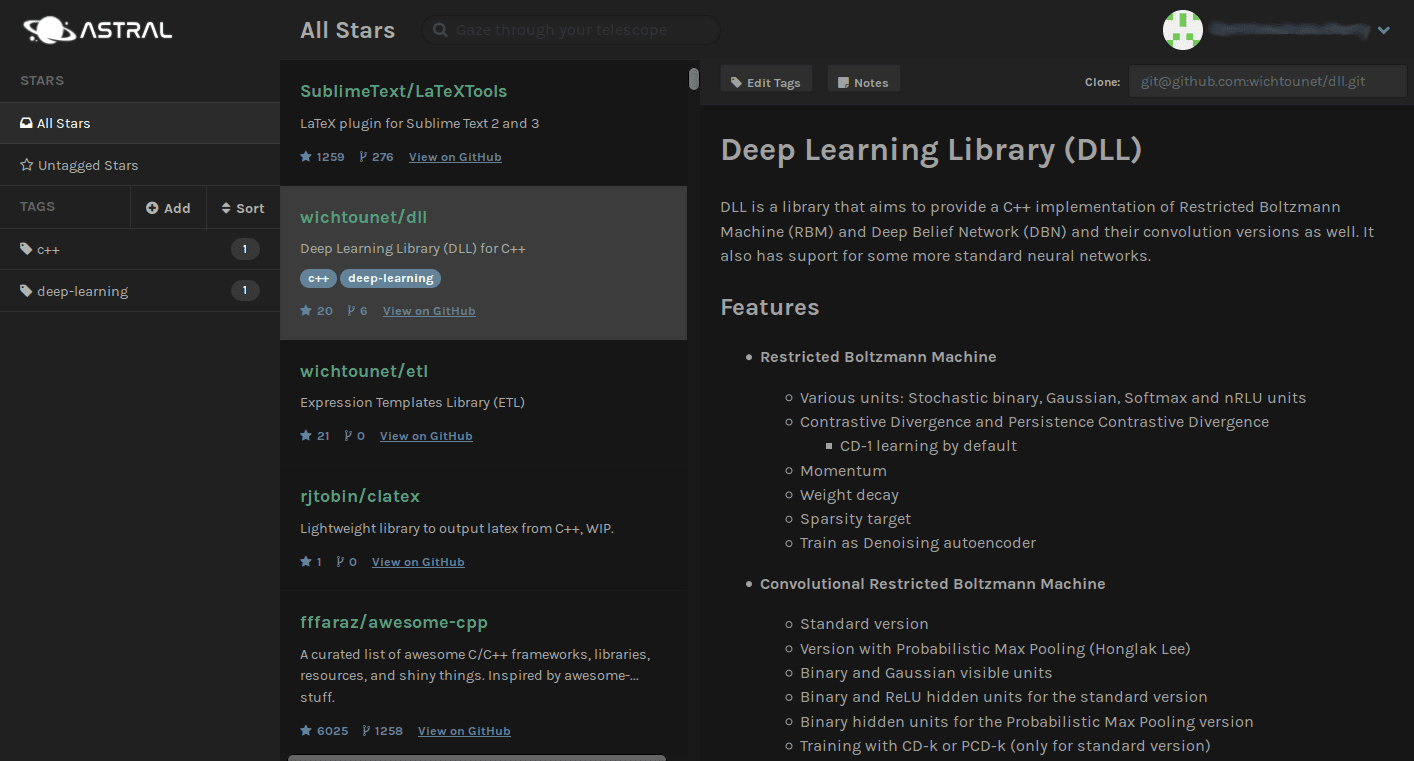 ASTRAL
All Stars
Gaze through your telescope
STARS
All Stars
Untagged Stars
TAGS
Add
Sort
c++
1
deep-learning
1
SublimeText/LaTeXTools
LaTeX plugin for Sublime Text 2 and 3
1259 276 View on GitHub
wichtounet/dll
Deep Learning Library (DLL) for C++
c++ deep-learning
20 6 View on GitHub
wichtounet/etl
Expression Templates Library (ETL)
21 0 View on GitHub
rjtobin/clatex
Lightweight library to output latex from C++, WIP.
1 0 View on GitHub
fffaraz/awesome-cpp
A curated list of awesome C/C++ frameworks, libraries,
resources, and shiny things. Inspired by awesome-...
stuff.
6025 1258 View on GitHub
Edit Tags
Notes
Clone: git@github.com:wichtounet/dll.git
Deep Learning Library (DLL)
DLL is a library that aims to provide a C++ implementation of Restricted Boltzmann
Machine (RBM) and Deep Belief Network (DBN) and their convolution versions as well. It
also has suport for some more standard neural networks.
Features
Restricted Boltzmann Machine
Various units: Stochastic binary, Gaussian, Softmax and nRLU units
Contrastive Divergence and Persistence Contrastive Divergence
CD-1 learning by default
Momentum
Weight decay
Sparsity target
Train as Denoising autoencoder
Convolutional Restricted Boltzmann Machine
Standard version
Version with Probabilistic Max Pooling (Honglak Lee)
Binary and Gaussian visible units
Binary and ReLU hidden units for the standard version
Binary hidden units for the Probabilistic Max Pooling version
Training with CD-k or PCD-k (only for standard version)